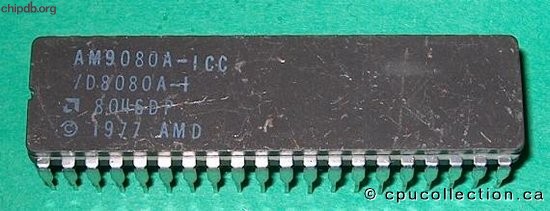 chipdb.org
AM9080A-1CC
/D8080A-1
8046DP
© 1977 AMD
© cpucollection.ca